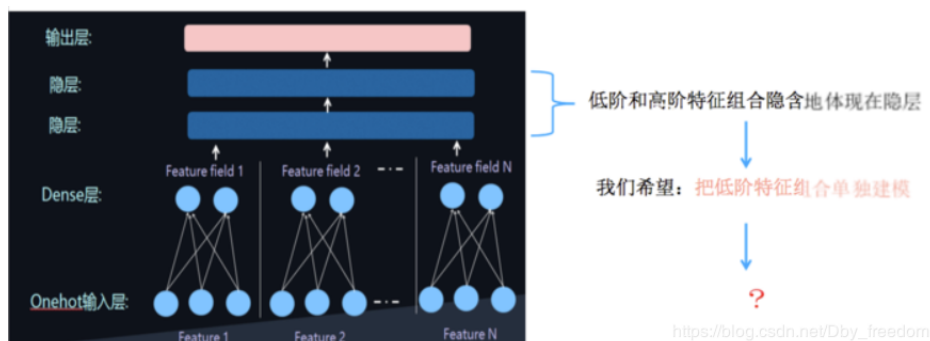 输出层:
隐层:
隐层:
低阶和高阶特征组合隐含地体现在隐层
Feature field 1
Feature field 2
Feature field N
Dense层:
我们希望：把低阶特征组合单独建模
Onehot输入层:
？
Feature 1
Feature 2
Feature N
https://blog.csdn.net/Dby_freedom